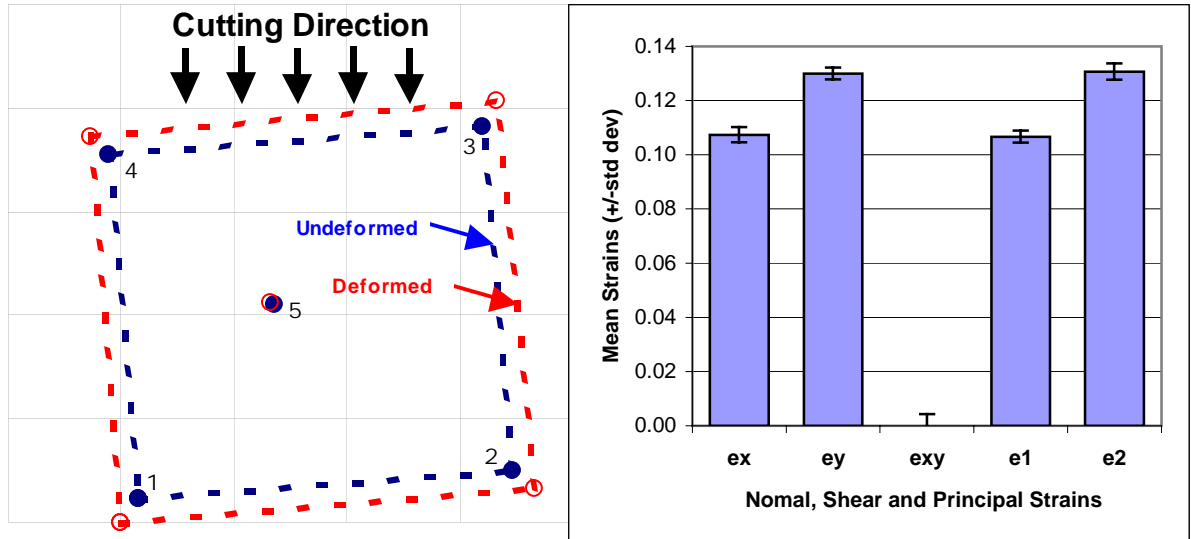 Cutting Direction
4
3
Undeformed
Deformed
5
1
2
Mean Strains (+/-std dev)
0.14
0.12
0.10
0.08
0.06
0.04
0.02
0.00
ex ey exy e1 e2
Nomal, Shear and Principal Strains